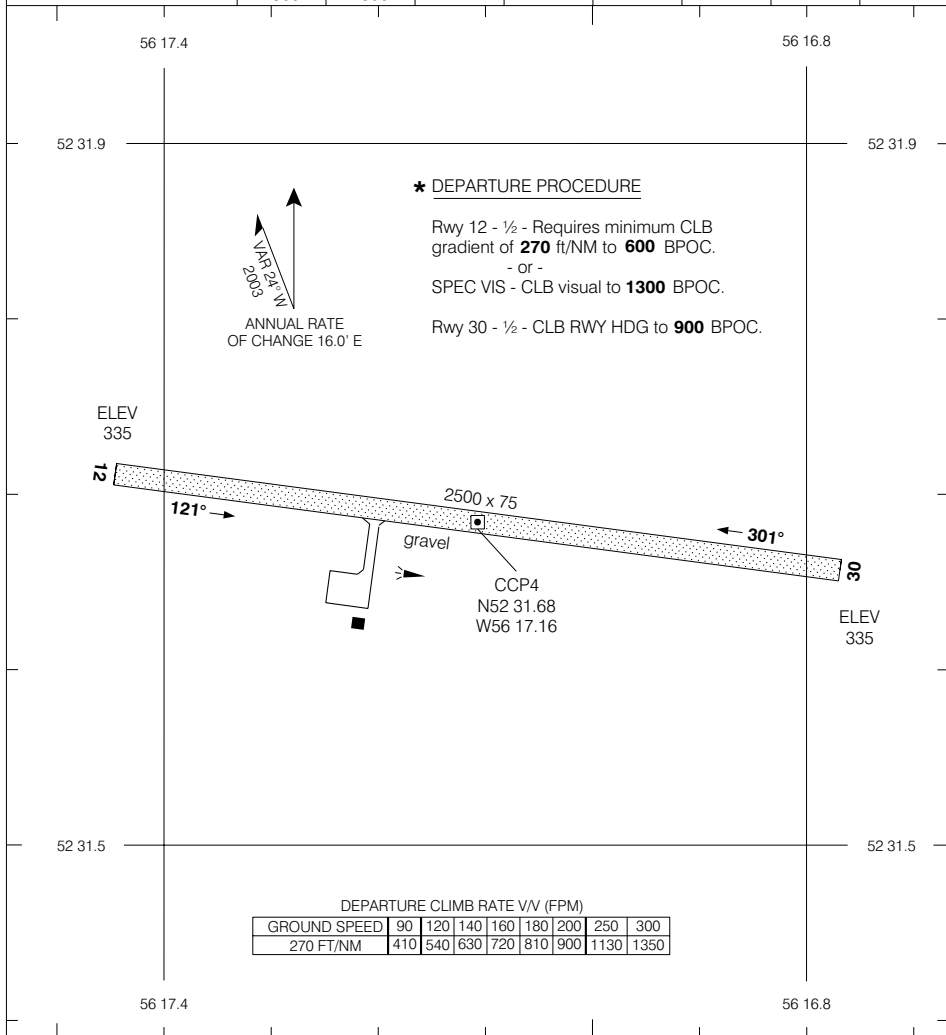 56 17.4
56 16.8
52 31.9
52 31.9
* DEPARTURE PROCEDURE
Rwy 12 - ½ - Requires minimum CLB
gradient of 270 ft/NM to 600 BPOC.
- or -
SPEC VIS - CLB visual to 1300 BPOC.
Rwy 30 - ½ - CLB RWY HDG to 900 BPOC.
VAR 24° W
2003
ANNUAL RATE
OF CHANGE 16.0' E
ELEV
335
12
121°
2500 x 75
gravel
301°
30
CCP4
N52 31.68
W56 17.16
ELEV
335
52 31.5
52 31.5
DEPARTURE CLIMB RATE V/V (FPM)
GROUND SPEED 90 120 140 160 180 200 250 300
270 FT/NM 410 540 630 720 810 900 1130 1350
56 17.4
56 16.8